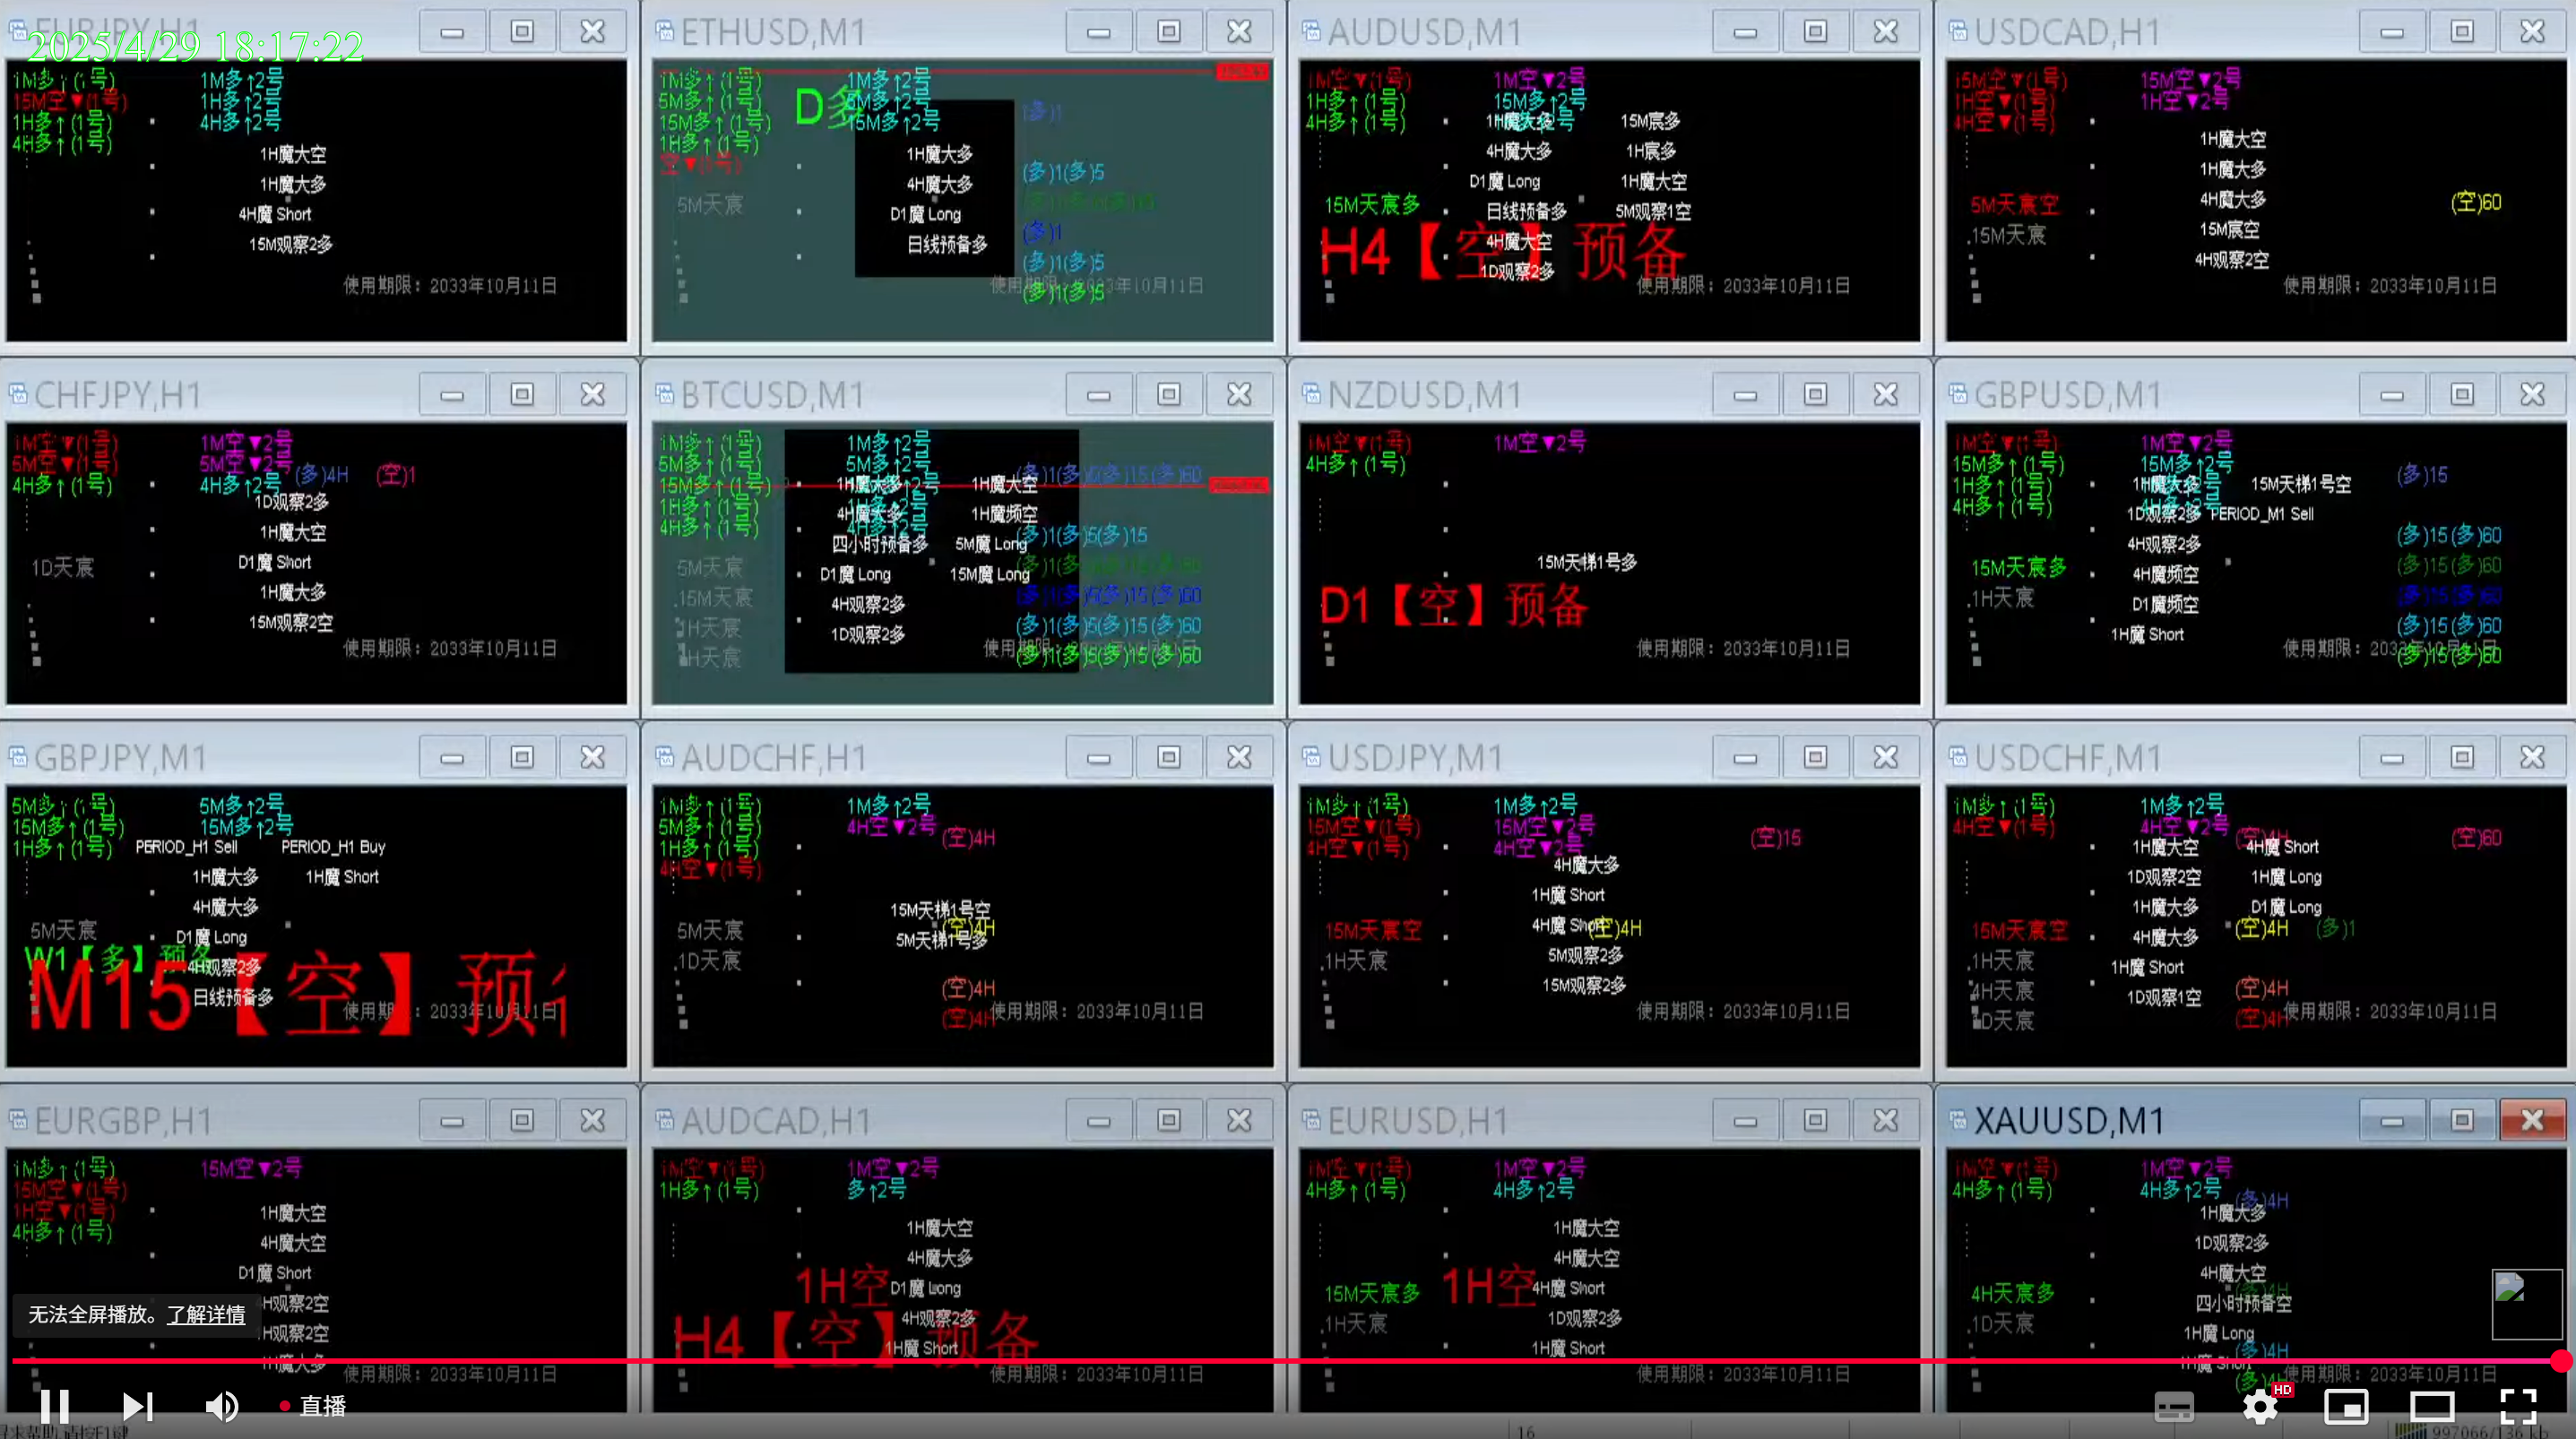 EURJPY,H1
2025/4/29 18:17:22
1M多↑(1号) 1M多↑2号
15M空▼(1号) 1H多↑2号
1H多↑(1号) 4H多↑2号
4H多↑(1号)
1H魔大空
1H魔大多
4H魔 Short
15M观察2多
使用期限：2033年10月11日
ETHUSD,M1
1M多↑(1号) 1M多↑2号
5M多↑(1号) D多 5M多↑2号
15M多↑(1号) 15M多↑2号
1H多↑(1号)
空▼(1号)
(多)1
1H魔大多
4H魔大多 (多)1(多)5
5M天宸 D1魔 Long
日线预备多 (多)1
(多)1(多)5
使用期限：2033年10月11日
(多)1(多)5
AUDUSD,M1
1M空▼(1号) 1M空▼2号
1H多↑(1号) 15M多↑2号
4H多↑(1号)
1H魔大多 15M宸多
4H魔大多 1H宸多
D1魔 Long 1H魔大空
15M天宸多 日线预备多 5M观察1空
H4【空】预备
4H魔大空
1D观察2多
使用期限：2033年10月11日
USDCAD,H1
15M空▼(1号) 15M空▼2号
1H空▼(1号) 1H空▼2号
4H空▼(1号)
1H魔大空
1H魔大多
5M天宸空 4H魔大多 (空)60
.15M天宸 15M宸空
4H观察2空
使用期限：2033年10月11日
CHFJPY,H1
1M空▼(1号) 1M空▼2号
5M空▼(1号) 5M空▼2号 (多)4H (空)1
4H多↑(1号) 4H多↑2号
1D观察2多
1H魔大空
1D天宸 D1魔 Short
1H魔大多
15M观察2空
使用期限：2033年10月11日
BTCUSD,M1
1M多↑(1号) 1M多↑2号
5M多↑(1号) 5M多↑2号
15M多↑(1号) 1H魔大多 1H魔大空 (多)1(多)5(多)15(多)60
1H多↑(1号) 4H魔大多 1H魔频空
4H多↑(1号) 4H多↑2号
四小时预备多 5M魔 Long (多)1(多)5(多)15
5M天宸 D1魔 Long 15M魔 Long
.15M天宸 4H观察2多 (多)1(多)5(多)15(多)60
1H天宸 1D观察2多 (多)1(多)5(多)15(多)60
H天宸 (多)1(多)5(多)15(多)60
NZDUSD,M1
1M空▼(1号) 1M空▼2号
4H多↑(1号)
15M天梯1号多
D1【空】预备
使用期限：2033年10月11日
GBPUSD,M1
1M空▼(1号) 1M空▼2号
15M多↑(1号) 15M多↑2号 (多)15
1H多↑(1号) 1H魔大多 15M天梯1号空
4H多↑(1号) 1D观察2多 PERIOD_M1 Sell
4H观察2多 (多)15(多)60
15M天宸多 4H魔频空 (多)15(多)60
.1H天宸 D1魔频空 (多)15(多)60
1H魔 Short (多)15(多)60
(多)15(多)60
GBPJPY,M1
5M多↑(1号) 5M多↑2号
15M多↑(1号) 15M多↑2号
1H多↑(1号) PERIOD_H1 Sell PERIOD_H1 Buy
1H魔大多 1H魔 Short
4H魔大多
5M天宸 D1魔 Long
W1【多】预备
4H观察2多
M15【空】预
日线预备多
AUDCHF,H1
1M多↑(1号) 1M多↑2号
5M多↑(1号) 4H空▼2号 (空)4H
1H多↑(1号)
4H空▼(1号)
15M天梯1号空
5M天宸 (空)4H
5M天梯1号多
.1D天宸
(空)4H
(空)4H 使用期限：2033年10月11日
USDJPY,M1
1M多↑(1号) 1M多↑2号
15M空▼(1号) 15M空▼2号 (空)15
4H空▼(1号) 4H空▼2号
4H魔大多
1H魔 Short
15M天宸空 4H魔 Short (空)4H
.1H天宸 5M观察2多
15M观察2多
使用期限：2033年10月11日
USDCHF,M1
1M多↑(1号) 1M多↑2号
4H空▼(1号) 4H空▼2号 (空)4H (空)60
1H魔大空 4H魔 Short
1D观察2空 1H魔 Long
1H魔大多 D1魔 Long
15M天宸空 4H魔大多 (空)4H (多)1
.1H天宸 1H魔 Short
4H天宸 1D观察1空 (空)4H
D天宸 (空)4H 使用期限：2033年10月11日
EURGBP,H1
1M多↑(1号) 15M空▼2号
15M空▼(1号)
1H空▼(1号) 1H魔大空
4H多↑(1号) 4H魔大空
D1魔 Short
H观察2空
H观察2空
1H魔大多
使用期限：2033年10月11日
无法全屏播放。了解详情
AUDCAD,H1
1M空▼(1号) 1M空▼2号
1H多↑(1号) 多↑2号
1H魔大空
4H魔大多
1H空 D1魔 Long
4H观察2多
H4【空】预备
1H魔 Short
使用期限：2033年10月11日
EURUSD,H1
1M空▼(1号) 1M空▼2号
4H多↑(1号) 4H多↑2号
1H魔大空
4H魔大空
15M天宸多 1H空 4H魔 Short
.1H天宸 1D观察2多
1H魔 Short
使用期限：2033年10月11日
XAUUSD,M1
1M空▼(1号) 1M空▼2号
4H多↑(1号) 4H多↑2号 (多)4H
1H魔大多
1D观察2多
4H魔大空
4H天宸多 四小时预备空
.1D天宸 1H魔 Long
(多)4H
1H魔 Short
使用期限：2033年10月11日
直播
HD
16
997066/136 kb